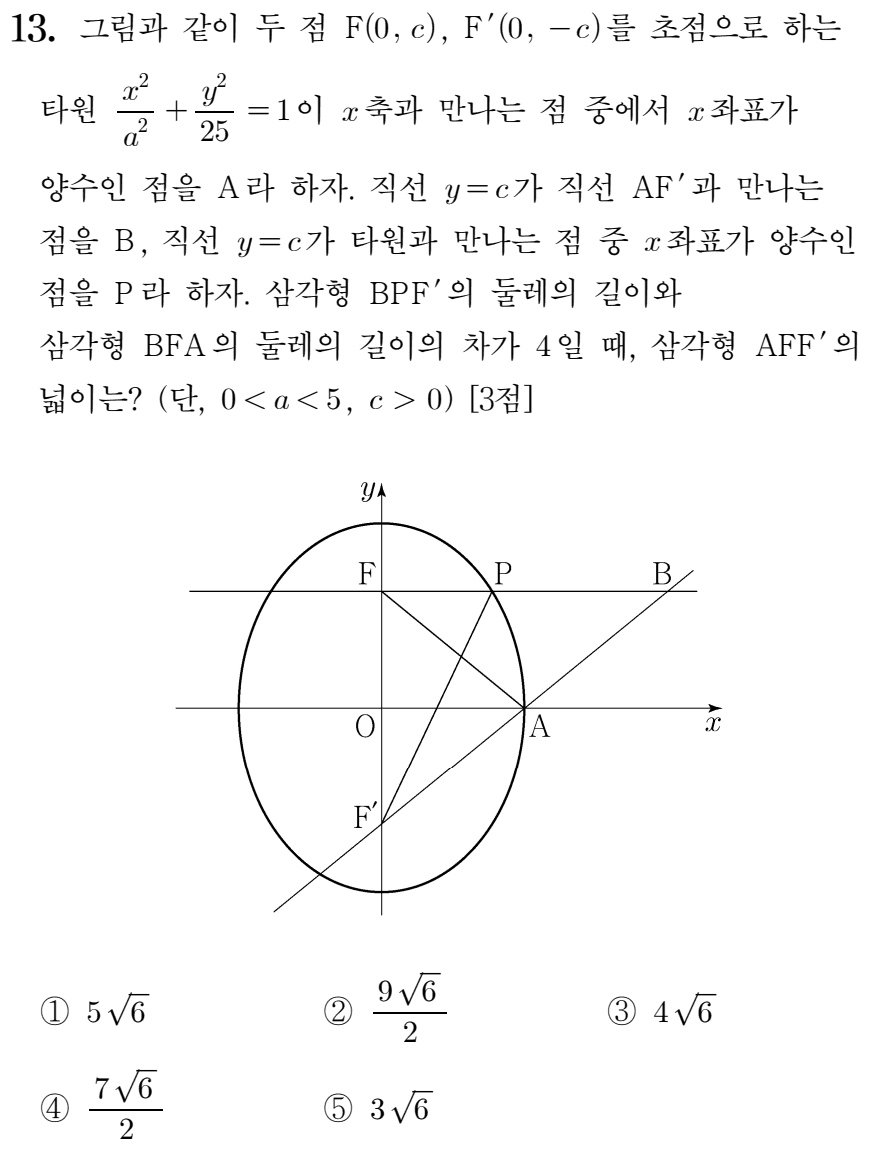 13. 그림과 같이 두 점 F(0, c), F′(0, −c)를 초점으로 하는
타원 x²/a² + y²/25 = 1이 x축과 만나는 점 중에서 x좌표가
양수인 점을 A라 하자. 직선 y=c가 직선 AF′과 만나는
점을 B, 직선 y=c가 타원과 만나는 점 중 x좌표가 양수인
점을 P라 하자. 삼각형 BPF′의 둘레의 길이와
삼각형 BFA의 둘레의 길이의 차가 4일 때, 삼각형 AFF′의
넓이는? (단, 0<a<5, c>0) [3점]
y
F P B
O A x
F′
① 5√6 ② 9√6/2 ③ 4√6
④ 7√6/2 ⑤ 3√6